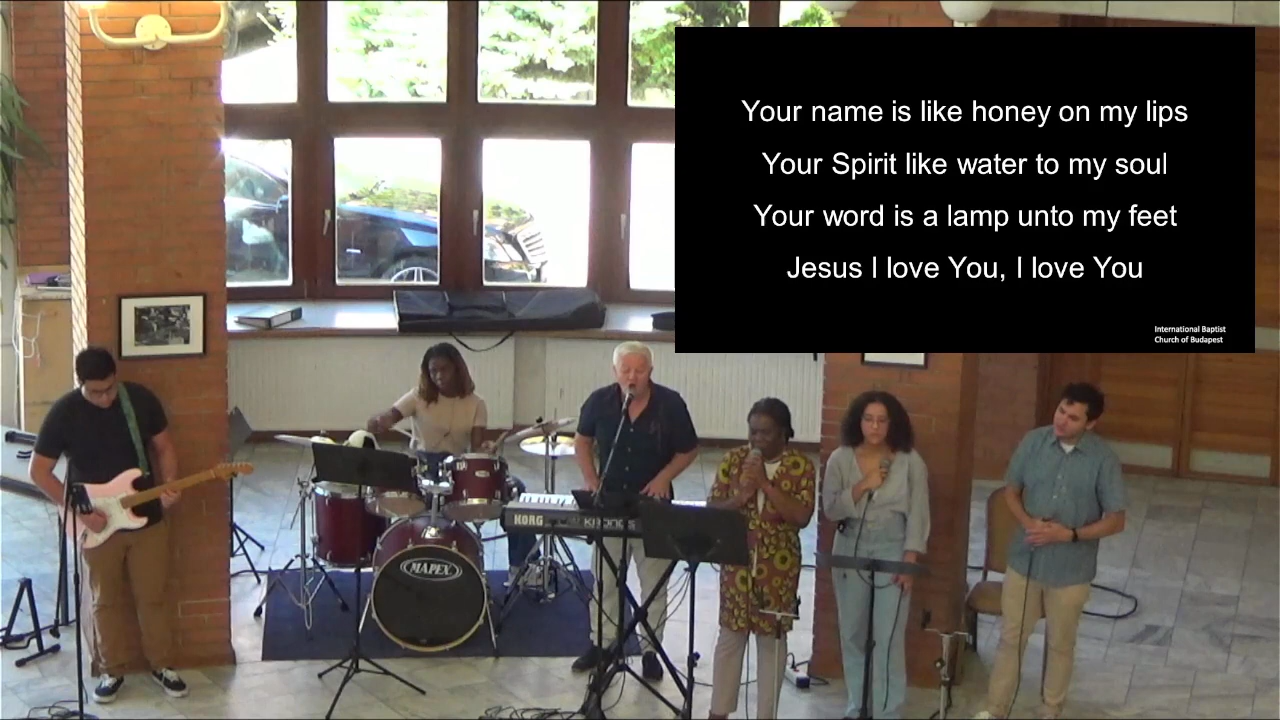 Your name is like honey on my lips
Your Spirit like water to my soul
Your word is a lamp unto my feet
Jesus I love You, I love You
International Baptist
Church of Budapest
MAPEX
KORG
KRONOS